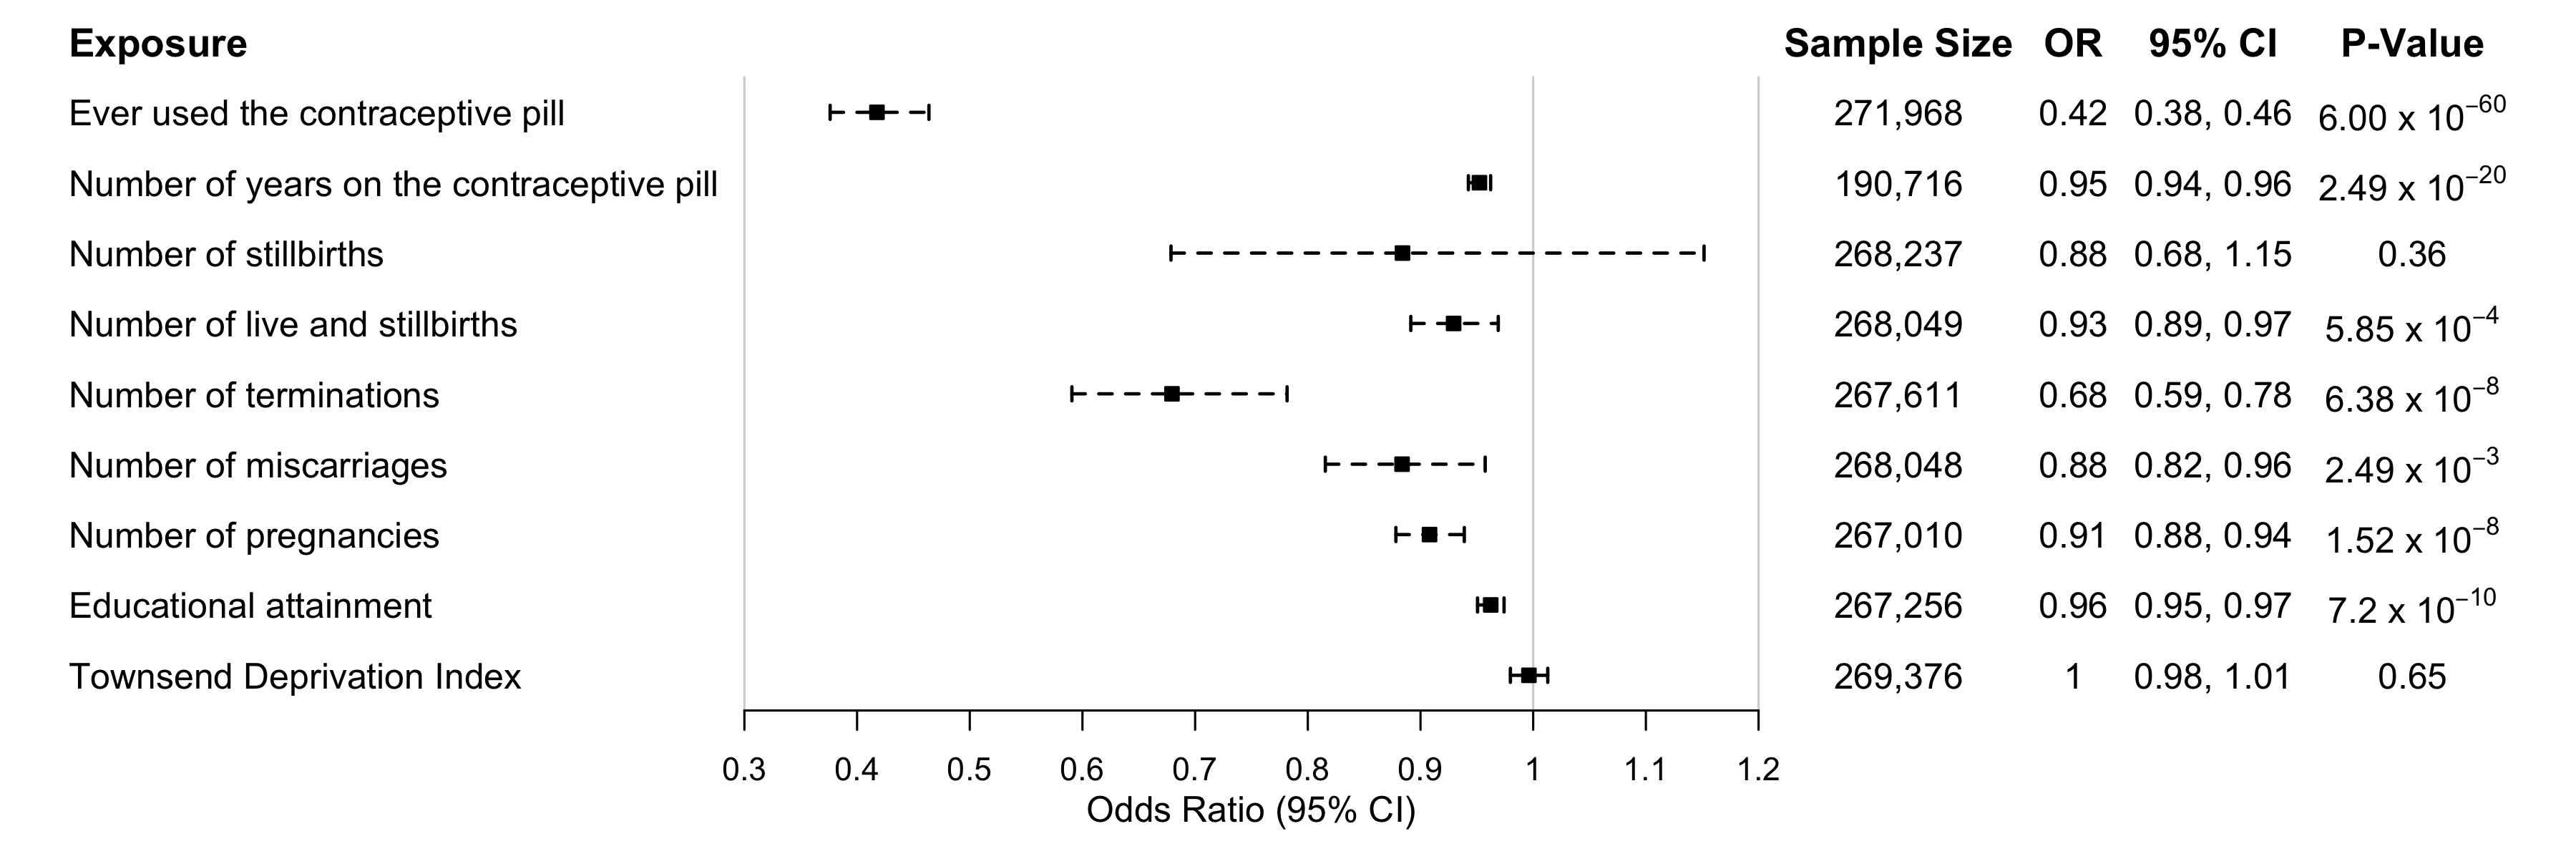 Exposure Sample Size OR 95% CI P-Value
Ever used the contraceptive pill 271,968 0.42 0.38, 0.46 6.00 x 10⁻⁶⁰
Number of years on the contraceptive pill 190,716 0.95 0.94, 0.96 2.49 x 10⁻²⁰
Number of stillbirths 268,237 0.88 0.68, 1.15 0.36
Number of live and stillbirths 268,049 0.93 0.89, 0.97 5.85 x 10⁻⁴
Number of terminations 267,611 0.68 0.59, 0.78 6.38 x 10⁻⁸
Number of miscarriages 268,048 0.88 0.82, 0.96 2.49 x 10⁻³
Number of pregnancies 267,010 0.91 0.88, 0.94 1.52 x 10⁻⁸
Educational attainment 267,256 0.96 0.95, 0.97 7.2 x 10⁻¹⁰
Townsend Deprivation Index 269,376 1 0.98, 1.01 0.65
0.3 0.4 0.5 0.6 0.7 0.8 0.9 1 1.1 1.2
Odds Ratio (95% CI)